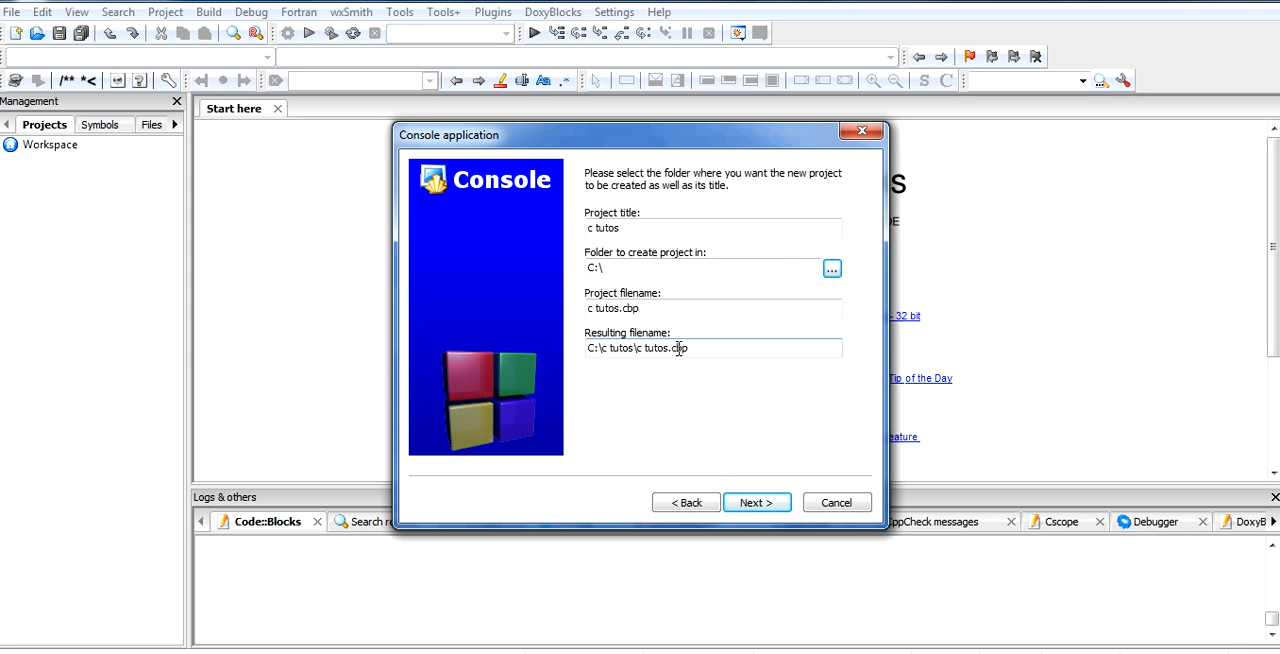 File Edit View Search Project Build Debug Fortran wxSmith Tools Tools+ Plugins DoxyBlocks Settings Help
/** *<
Aa .*
S C
Management
Start here
Projects Symbols Files
Workspace
Console application
Console
Please select the folder where you want the new project
to be created as well as its title.
Project title:
c tutos
Folder to create project in:
C:\
...
Project filename:
c tutos.cbp
Resulting filename:
C:\c tutos\c tutos.cbp
S
DE
- 32 bit
Tip of the Day
eature
< Back Next > Cancel
Logs & others
Code::Blocks Search re ppCheck messages Cscope Debugger DoxyB